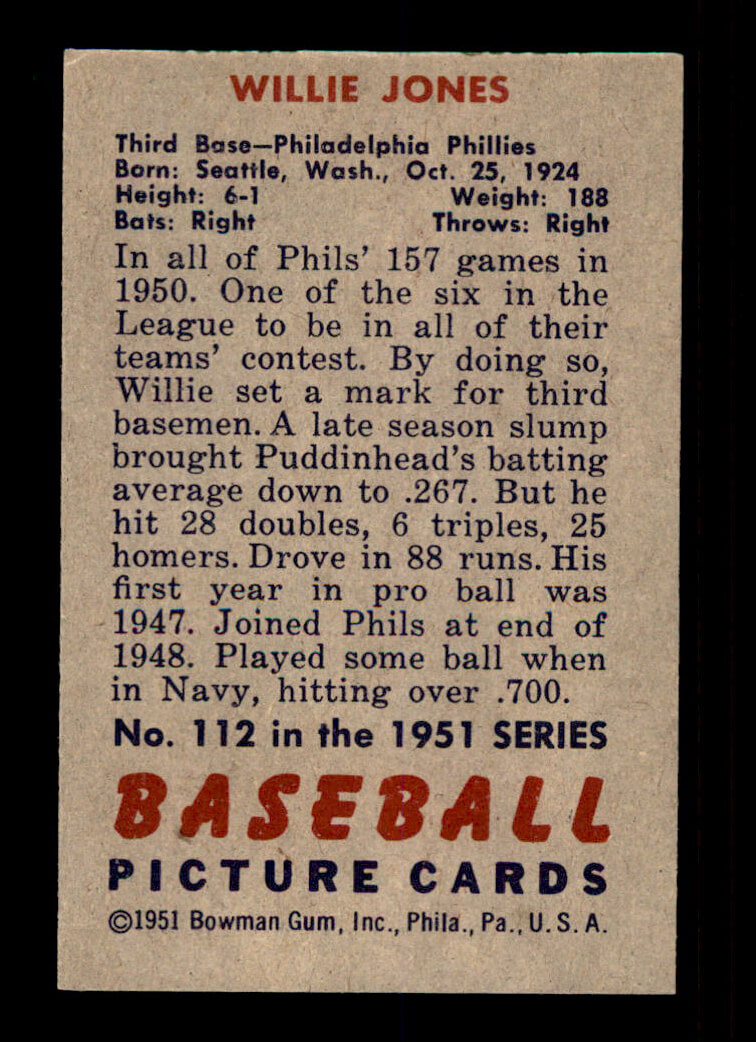 WILLIE JONES
Third Base—Philadelphia Phillies
Born: Seattle, Wash., Oct. 25, 1924
Height: 6-1 Weight: 188
Bats: Right Throws: Right
In all of Phils' 157 games in
1950. One of the six in the
League to be in all of their
teams' contest. By doing so,
Willie set a mark for third
basemen. A late season slump
brought Puddinhead's batting
average down to .267. But he
hit 28 doubles, 6 triples, 25
homers. Drove in 88 runs. His
first year in pro ball was
1947. Joined Phils at end of
1948. Played some ball when
in Navy, hitting over .700.
No. 112 in the 1951 SERIES
BASEBALL
PICTURE CARDS
©1951 Bowman Gum, Inc., Phila., Pa., U. S. A.